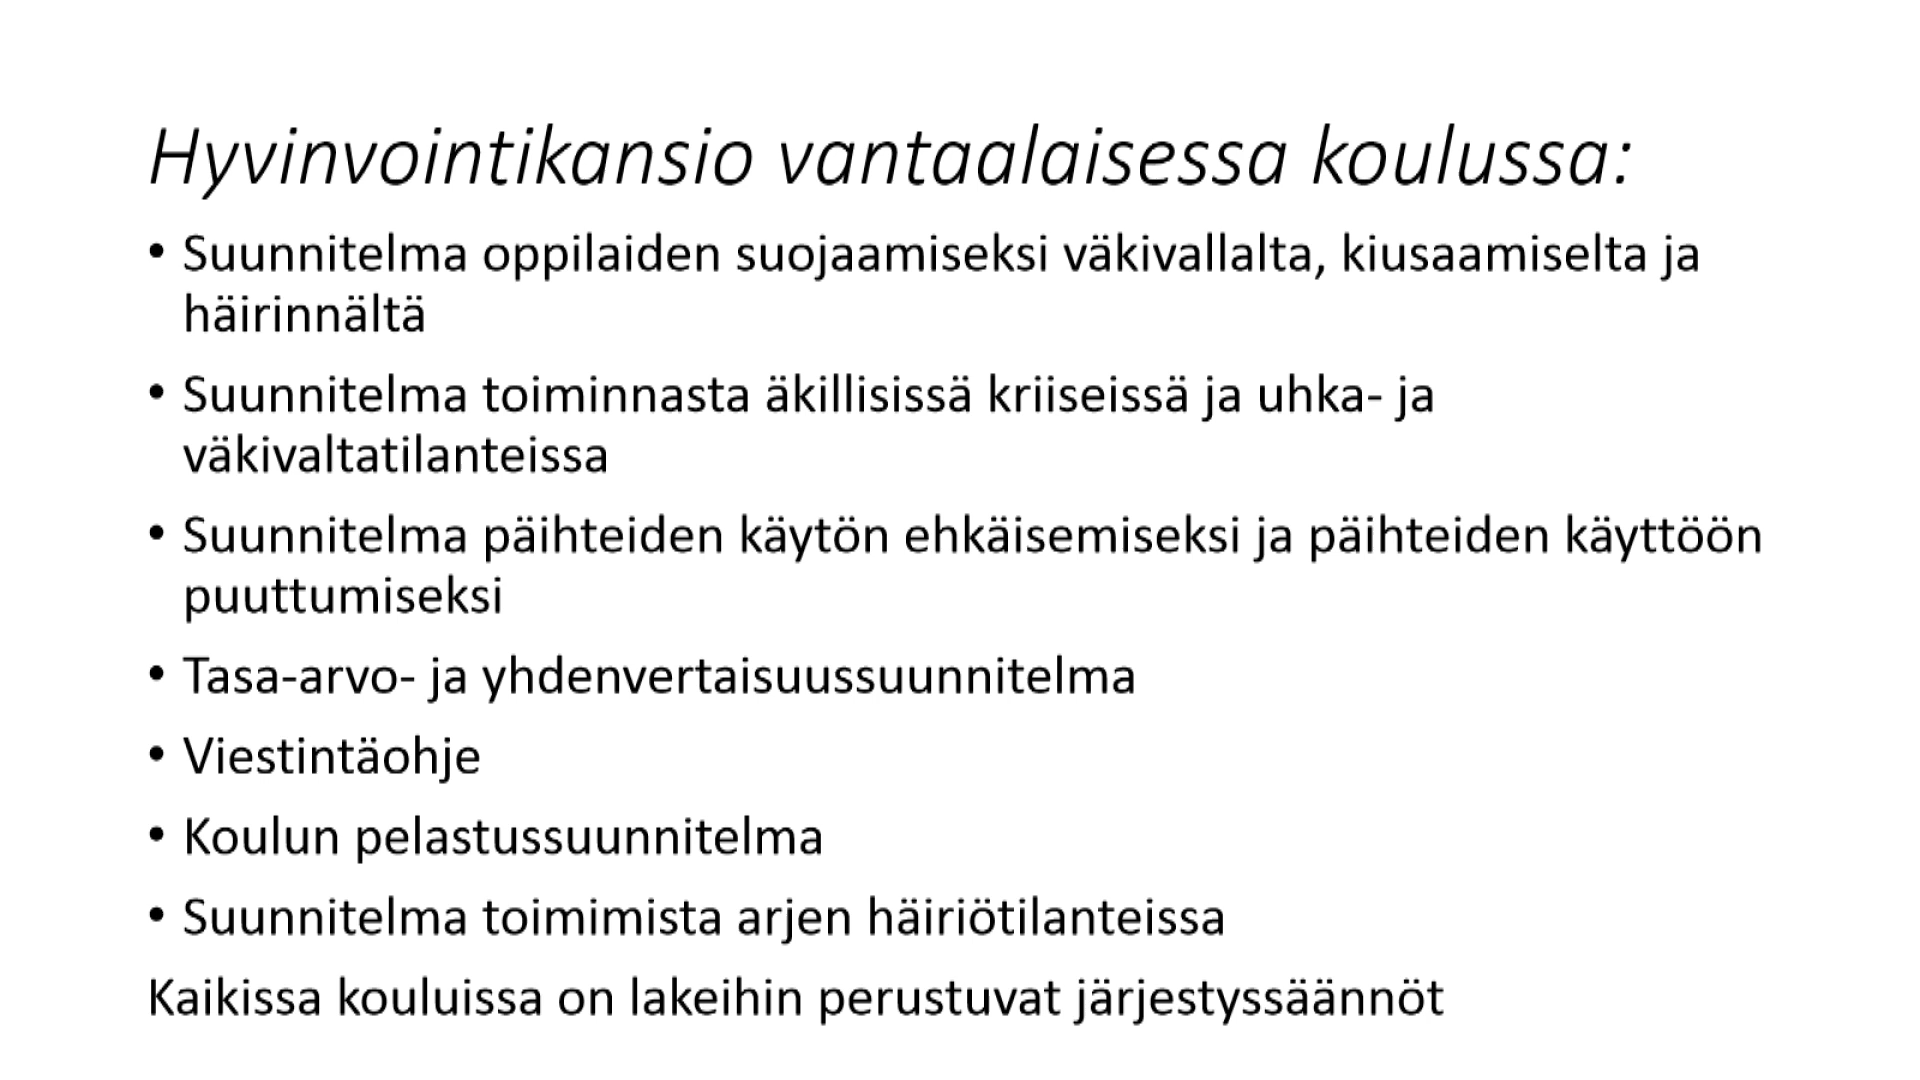 Hyvinvointikansio vantaalaisessa koulussa:
• Suunnitelma oppilaiden suojaamiseksi väkivallalta, kiusaamiselta ja
häirinnältä
• Suunnitelma toiminnasta äkillisissä kriiseissä ja uhka- ja
väkivaltatilanteissa
• Suunnitelma päihteiden käytön ehkäisemiseksi ja päihteiden käyttöön
puuttumiseksi
• Tasa-arvo- ja yhdenvertaisuussuunnitelma
• Viestintäohje
• Koulun pelastussuunnitelma
• Suunnitelma toimimista arjen häiriötilanteissa
Kaikissa kouluissa on lakeihin perustuvat järjestyssäännöt